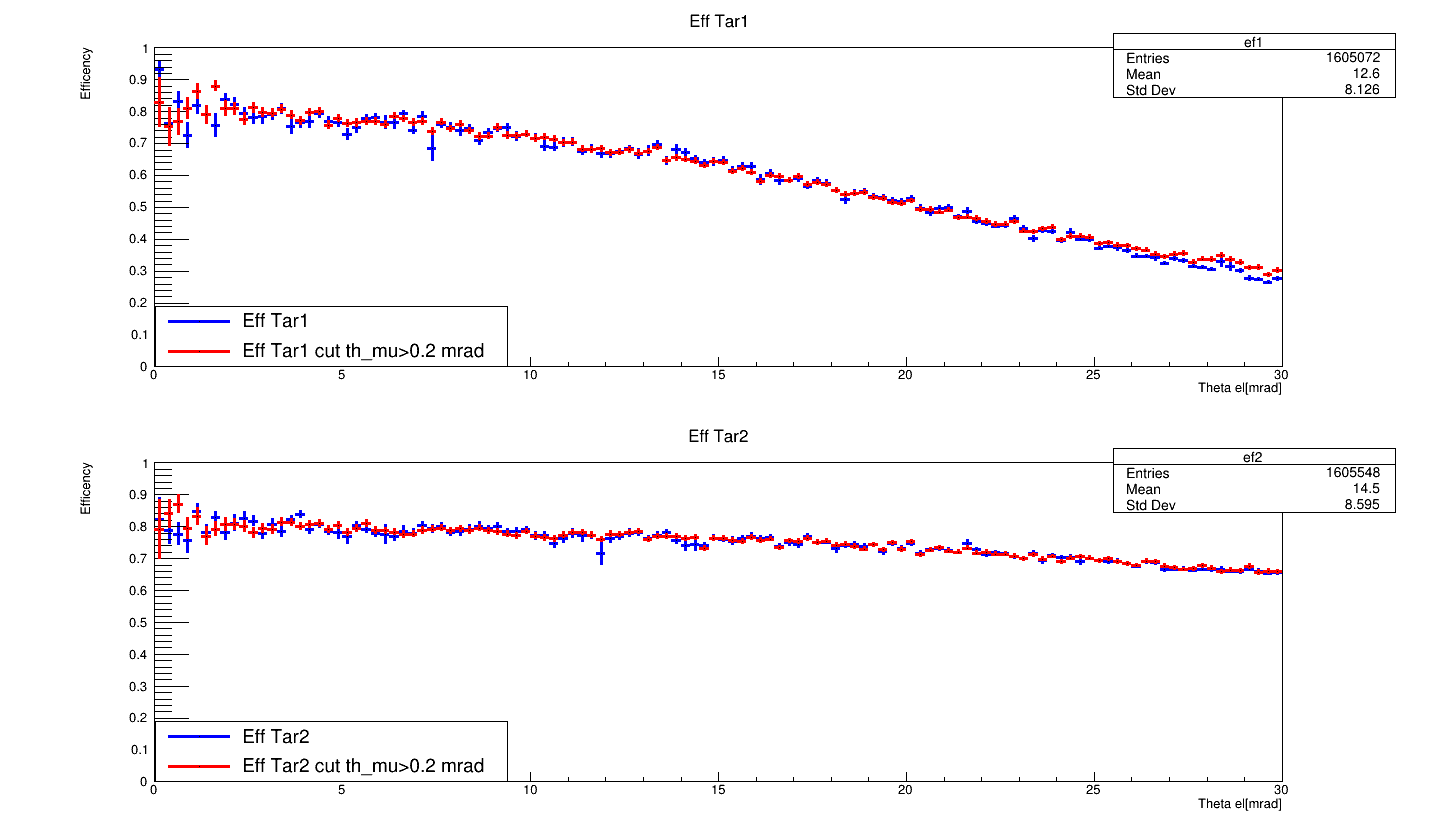 Eff Tar1
ef1
Entries 1605072
Mean 12.6
Std Dev 8.126
Efficency
1
0.9
0.8
0.7
0.6
0.5
0.4
0.3
0.2
0.1
0
Eff Tar1
Eff Tar1 cut th_mu>0.2 mrad
0 5 10 15 20 25 30
Theta el[mrad]
Eff Tar2
ef2
Entries 1605548
Mean 14.5
Std Dev 8.595
Efficency
1
0.9
0.8
0.7
0.6
0.5
0.4
0.3
0.2
0.1
0
Eff Tar2
Eff Tar2 cut th_mu>0.2 mrad
0 5 10 15 20 25 30
Theta el[mrad]